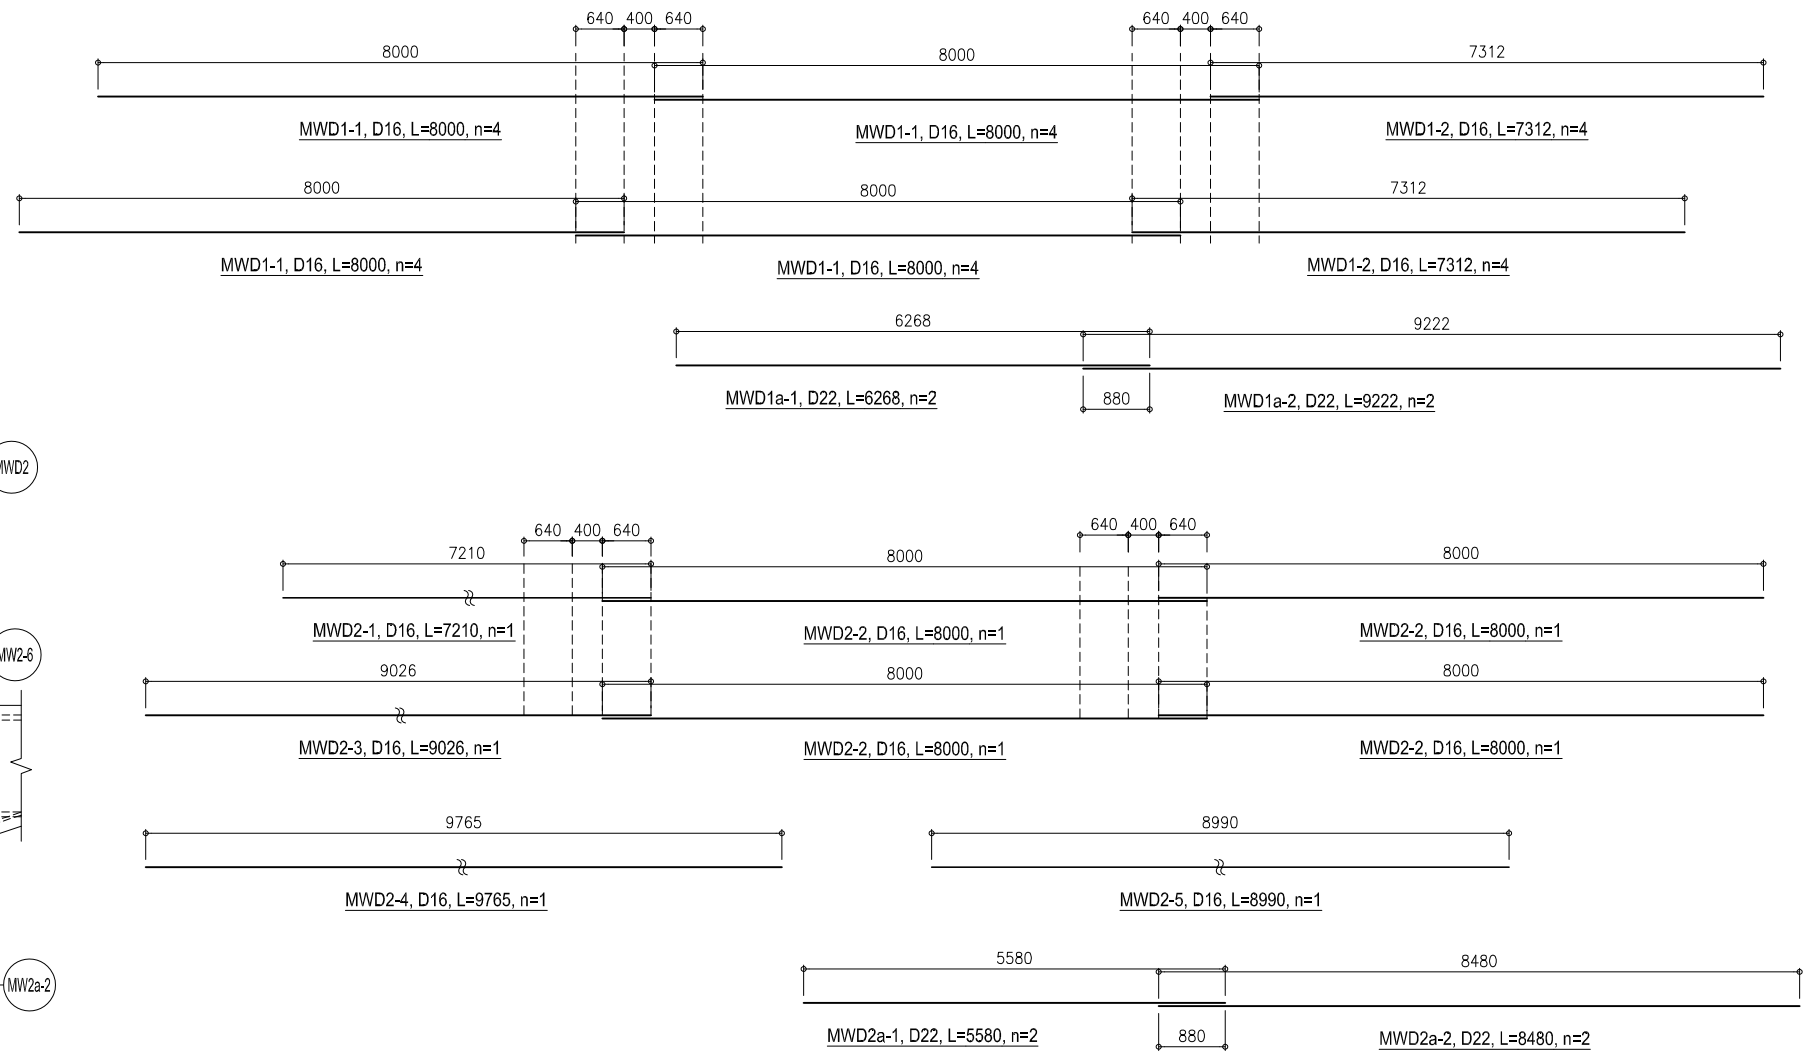 640 400 640 640 400 640
8000 8000 7312
MWD1-1, D16, L=8000, n=4 MWD1-1, D16, L=8000, n=4 MWD1-2, D16, L=7312, n=4
8000 8000 7312
MWD1-1, D16, L=8000, n=4 MWD1-1, D16, L=8000, n=4 MWD1-2, D16, L=7312, n=4
6268 9222
MWD1a-1, D22, L=6268, n=2 880 MWD1a-2, D22, L=9222, n=2
MWD2
640 400 640 640 400 640
7210 8000 8000
MWD2-1, D16, L=7210, n=1 MWD2-2, D16, L=8000, n=1 MWD2-2, D16, L=8000, n=1
MW2-6
9026 8000 8000
MWD2-3, D16, L=9026, n=1 MWD2-2, D16, L=8000, n=1 MWD2-2, D16, L=8000, n=1
9765 8990
MWD2-4, D16, L=9765, n=1 MWD2-5, D16, L=8990, n=1
5580 8480
MW2a-2
MWD2a-1, D22, L=5580, n=2 880 MWD2a-2, D22, L=8480, n=2